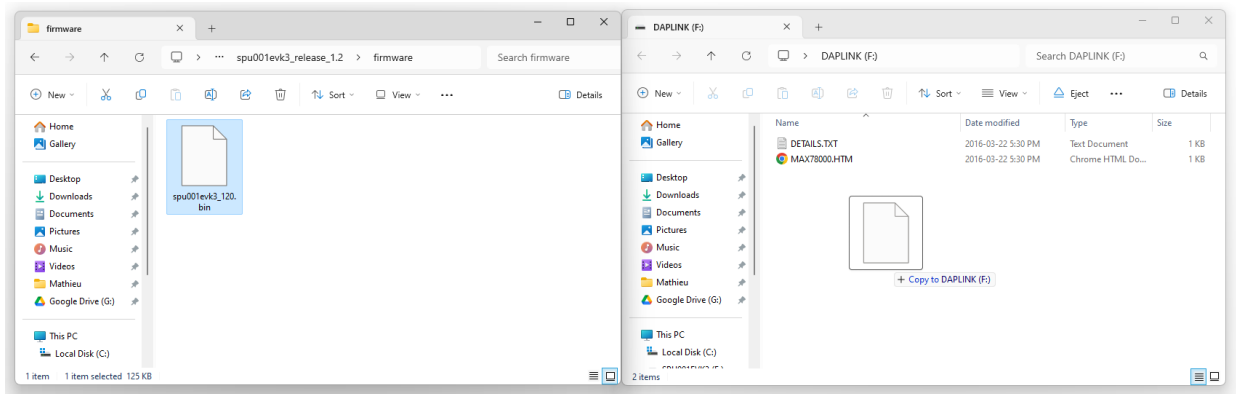 firmware
spu001evk3_release_1.2 > firmware
Search firmware
New
Sort
View
Details
Home
Gallery
Desktop
Downloads
Documents
Pictures
Music
Videos
Mathieu
Google Drive (G:)
This PC
Local Disk (C:)
spu001evk3_120.
bin
1 item 1 item selected 125 KB
DAPLINK (F:)
DAPLINK (F:)
Search DAPLINK (F:)
New
Sort
View
Eject
Details
Home
Gallery
Desktop
Downloads
Documents
Pictures
Music
Videos
Mathieu
Google Drive (G:)
This PC
Local Disk (C:)
Name Date modified Type Size
DETAILS.TXT 2016-03-22 5:30 PM Text Document 1 KB
MAX78000.HTM 2016-03-22 5:30 PM Chrome HTML Do... 1 KB
+ Copy to DAPLINK (F:)
2 items